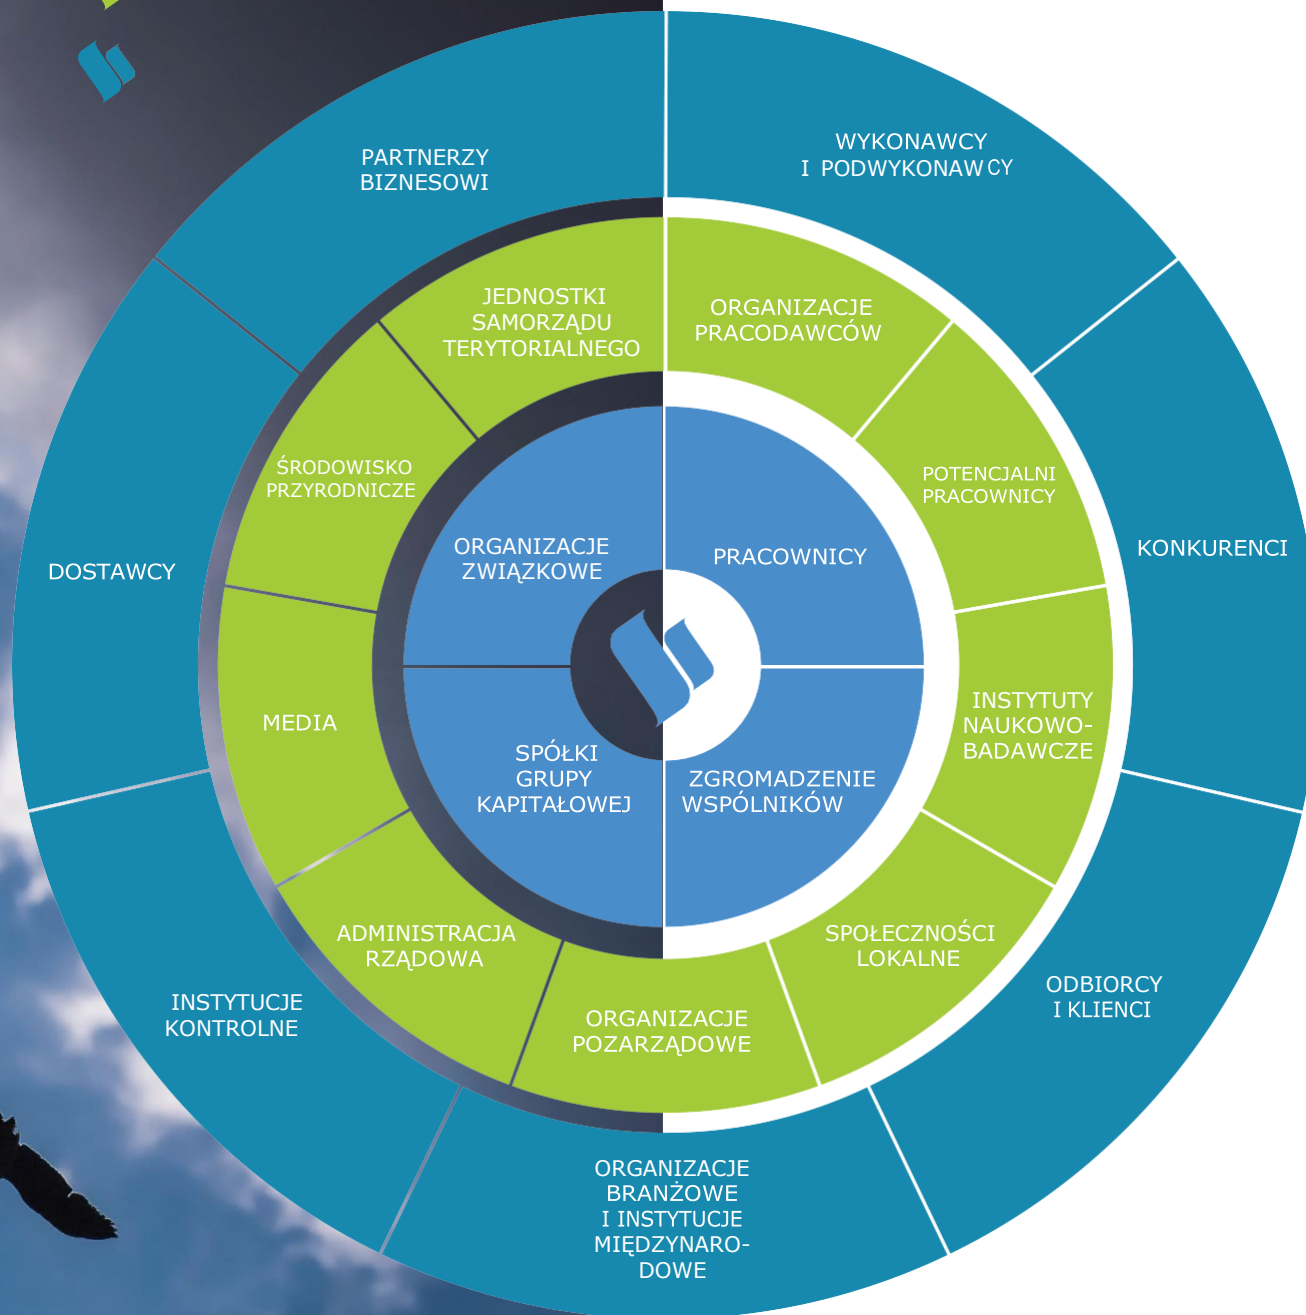 PARTNERZY
BIZNESOWI
WYKONAWCY
I PODWYKONAWCY
JEDNOSTKI
SAMORZĄDU
TERYTORIALNEGO
ORGANIZACJE
PRACODAWCÓW
ŚRODOWISKO
PRZYRODNICZE
POTENCJALNI
PRACOWNICY
ORGANIZACJE
ZWIĄZKOWE
PRACOWNICY
KONKURENCI
DOSTAWCY
MEDIA
INSTYTUTY
NAUKOWO-
BADAWCZE
SPÓŁKI
GRUPY
KAPITAŁOWEJ
ZGROMADZENIE
WSPÓLNIKÓW
ADMINISTRACJA
RZĄDOWA
SPOŁECZNOŚCI
LOKALNE
INSTYTUCJE
KONTROLNE
ORGANIZACJE
POZARZĄDOWE
ODBIORCY
I KLIENCI
ORGANIZACJE
BRANŻOWE
I INSTYTUCJE
MIĘDZYNARO-
DOWE